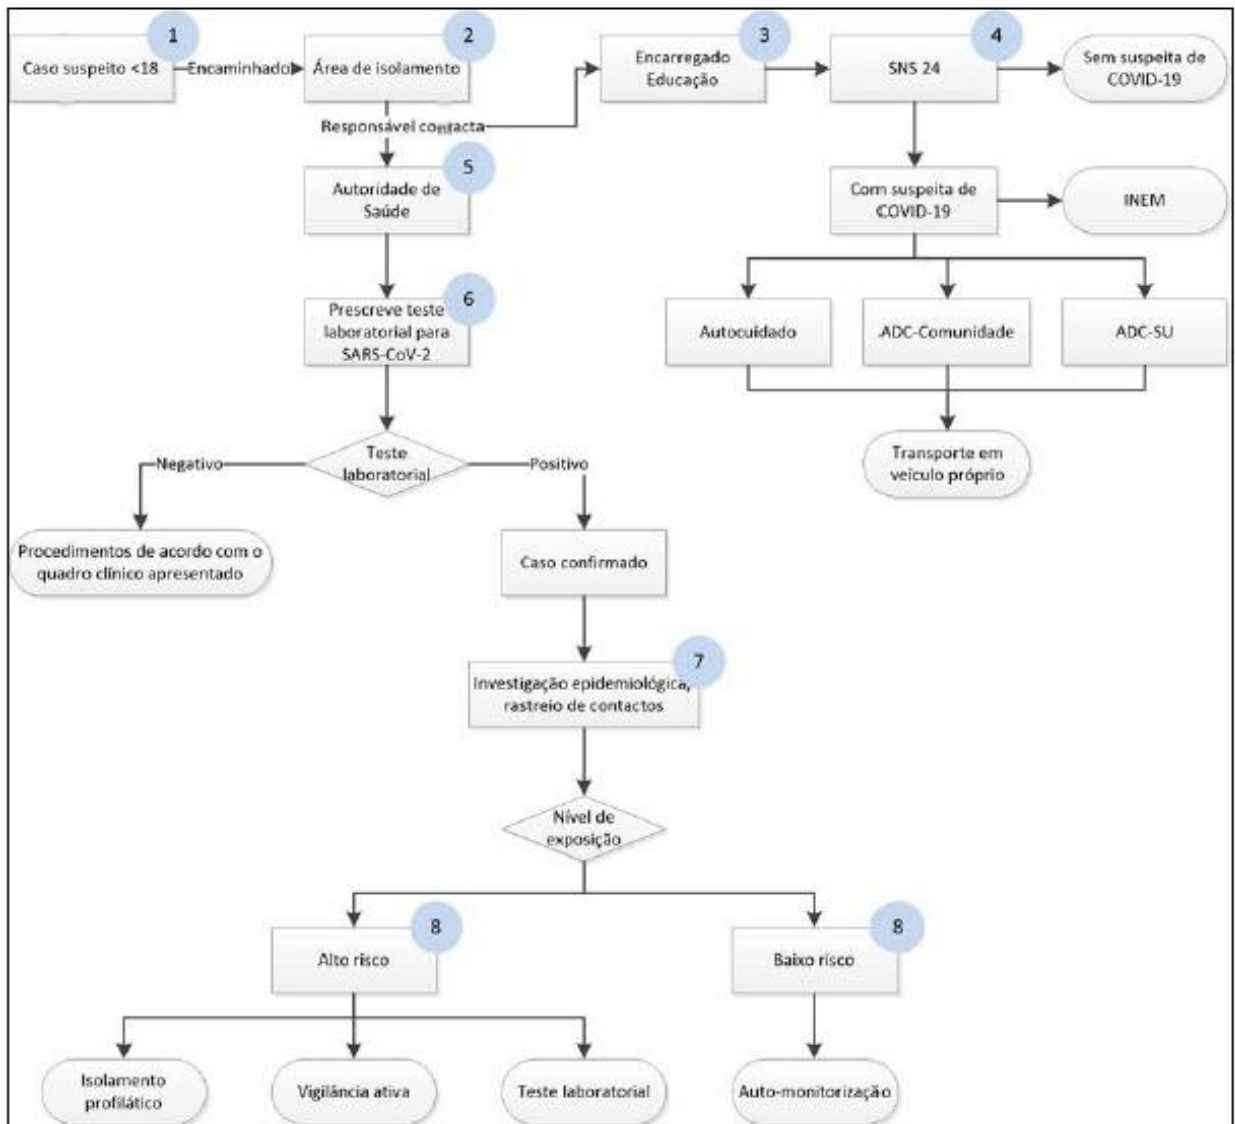 1
Caso suspeito <18
Encaminhado
2
Área de isolamento
3
Encarregado
Educação
4
SNS 24
Sem suspeita de
COVID-19
Responsável contacta
5
Autoridade de
Saúde
Com suspeita de
COVID-19
INEM
6
Prescreve teste
laboratorial para
SARS-CoV-2
Autocuidado
ADC-Comunidade
ADC-SU
Teste
laboratorial
Negativo
Positivo
Transporte em
veículo próprio
Procedimentos de acordo com o
quadro clínico apresentado
Caso confirmado
7
Investigação epidemiológica,
rastreio de contactos
Nível de
exposição
8
Alto risco
8
Baixo risco
Isolamento
profilático
Vigilância ativa
Teste laboratorial
Auto-monitorização